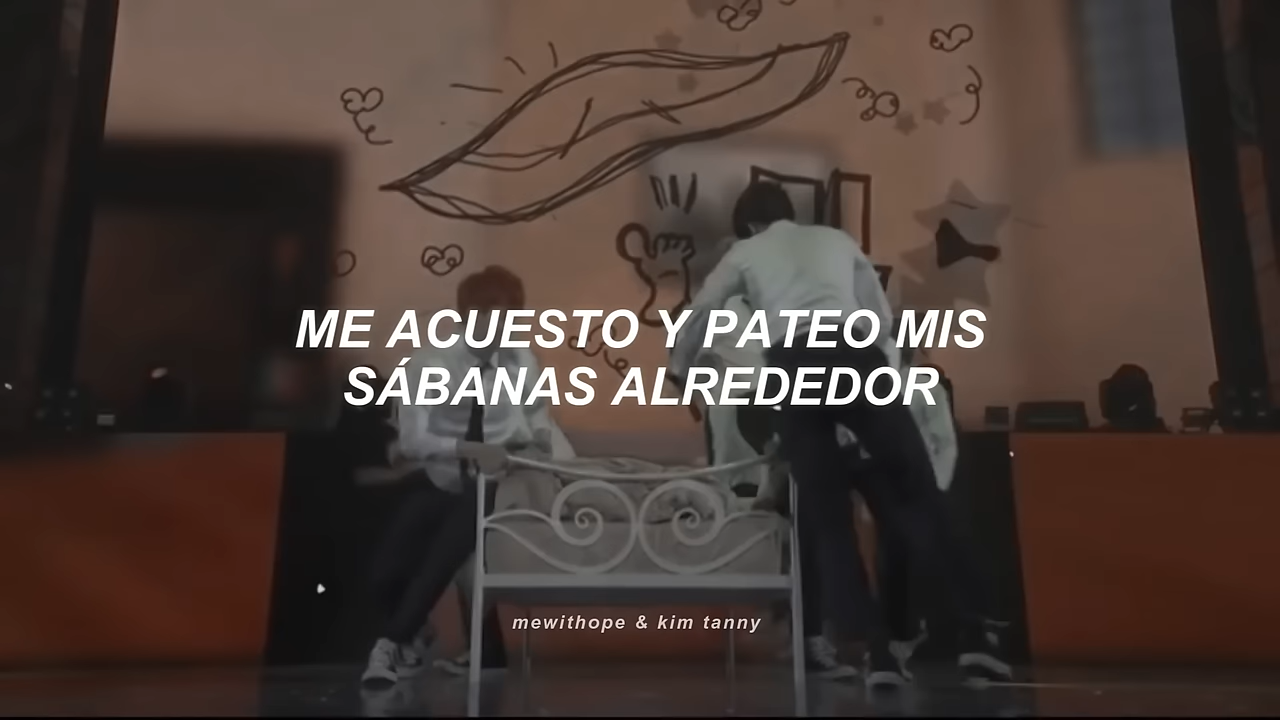 ME ACUESTO Y PATEO MIS
SÁBANAS ALREDEDOR
mewithope & kim tanny